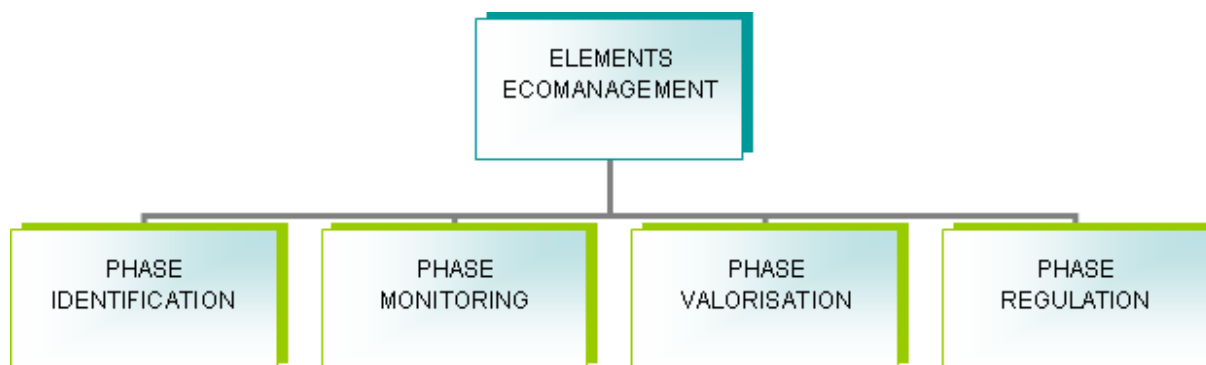 ELEMENTS
ECOMANAGEMENT
PHASE
IDENTIFICATION
PHASE
MONITORING
PHASE
VALORISATION
PHASE
REGULATION